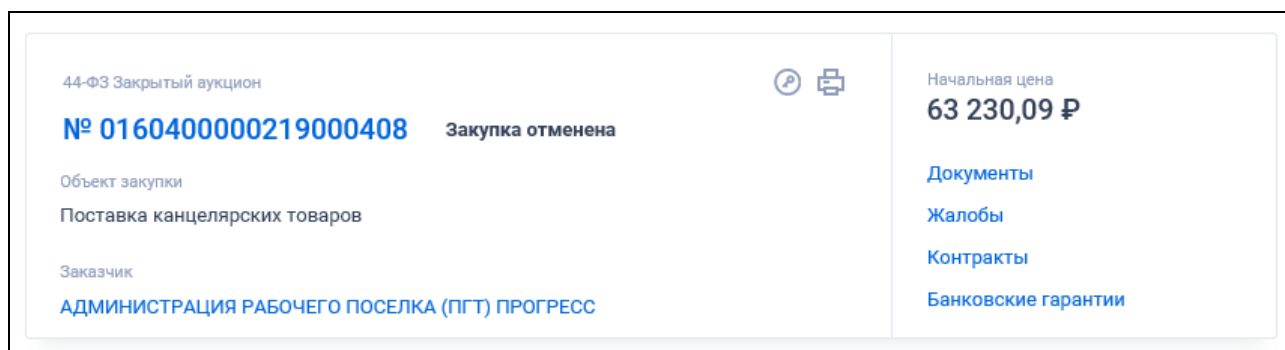 44-ФЗ Закрытый аукцион
№ 0160400000219000408 Закупка отменена
Объект закупки
Поставка канцелярских товаров
Заказчик
АДМИНИСТРАЦИЯ РАБОЧЕГО ПОСЕЛКА (ПГТ) ПРОГРЕСС
Начальная цена
63 230,09 ₽
Документы
Жалобы
Контракты
Банковские гарантии